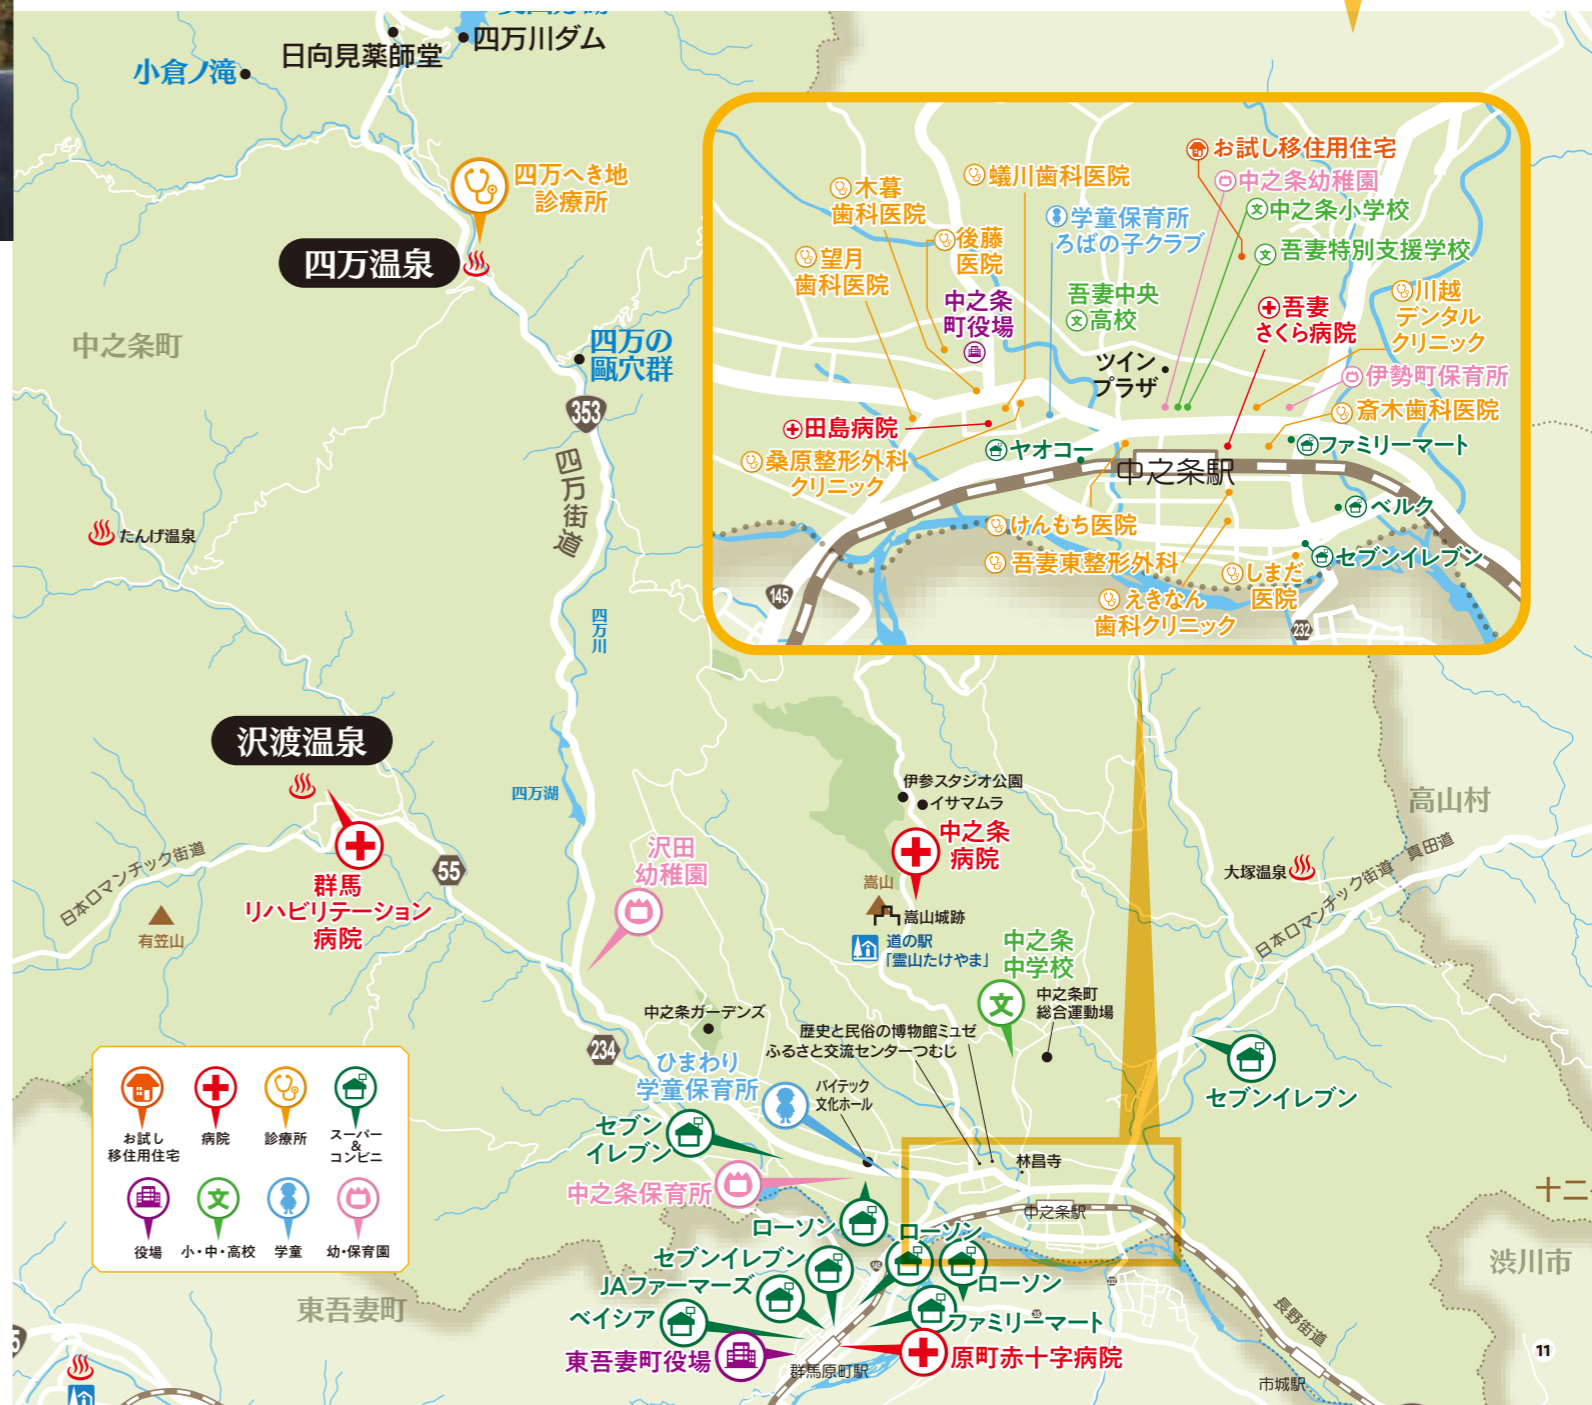 日向見薬師堂
四万川ダム
小倉ノ滝
四万へき地
診療所
四万温泉
中之条町
四万の
甌穴群
353
四万街道
たんげ温泉
四万川
沢渡温泉
四万湖
日本ロマンチック街道
55
有笠山
群馬
リハビリテーション
病院
沢田
幼稚園
伊参スタジオ公園
イサマムラ
中之条
病院
嵩山
嵩山城跡
道の駅
「霊山たけやま」
中之条
中学校
中之条町
総合運動場
高山村
大塚温泉
日本ロマンチック街道 真田道
中之条ガーデンズ
歴史と民俗の博物館ミュゼ
ふるさと交流センターつむじ
234
ひまわり
学童保育所
バイテック
文化ホール
セブン
イレブン
中之条保育所
セブンイレブン
林昌寺
中之条駅
ローソン
ローソン
ローソン
セブンイレブン
JAファーマーズ
ベイシア
ファミリーマート
東吾妻町役場
原町赤十字病院
群馬原町駅
東吾妻町
長野街道
市城駅
渋川市
十二
11
お試し移住用住宅
中之条幼稚園
中之条小学校
吾妻特別支援学校
蟻川歯科医院
木暮
歯科医院
学童保育所
ろばの子クラブ
後藤
医院
望月
歯科医院
中之条
町役場
吾妻中央
高校
吾妻
さくら病院
川越
デンタル
クリニック
ツイン
プラザ
伊勢町保育所
斎木歯科医院
田島病院
ヤオコー
ファミリーマート
桑原整形外科
クリニック
中之条駅
ベルク
けんもち医院
吾妻東整形外科
セブンイレブン
しまだ
医院
えきなん
歯科クリニック
145
232
お試し
移住用住宅
病院
診療所
スーパー
&
コンビニ
役場
小・中・高校
学童
幼・保育園
文
文
文
文